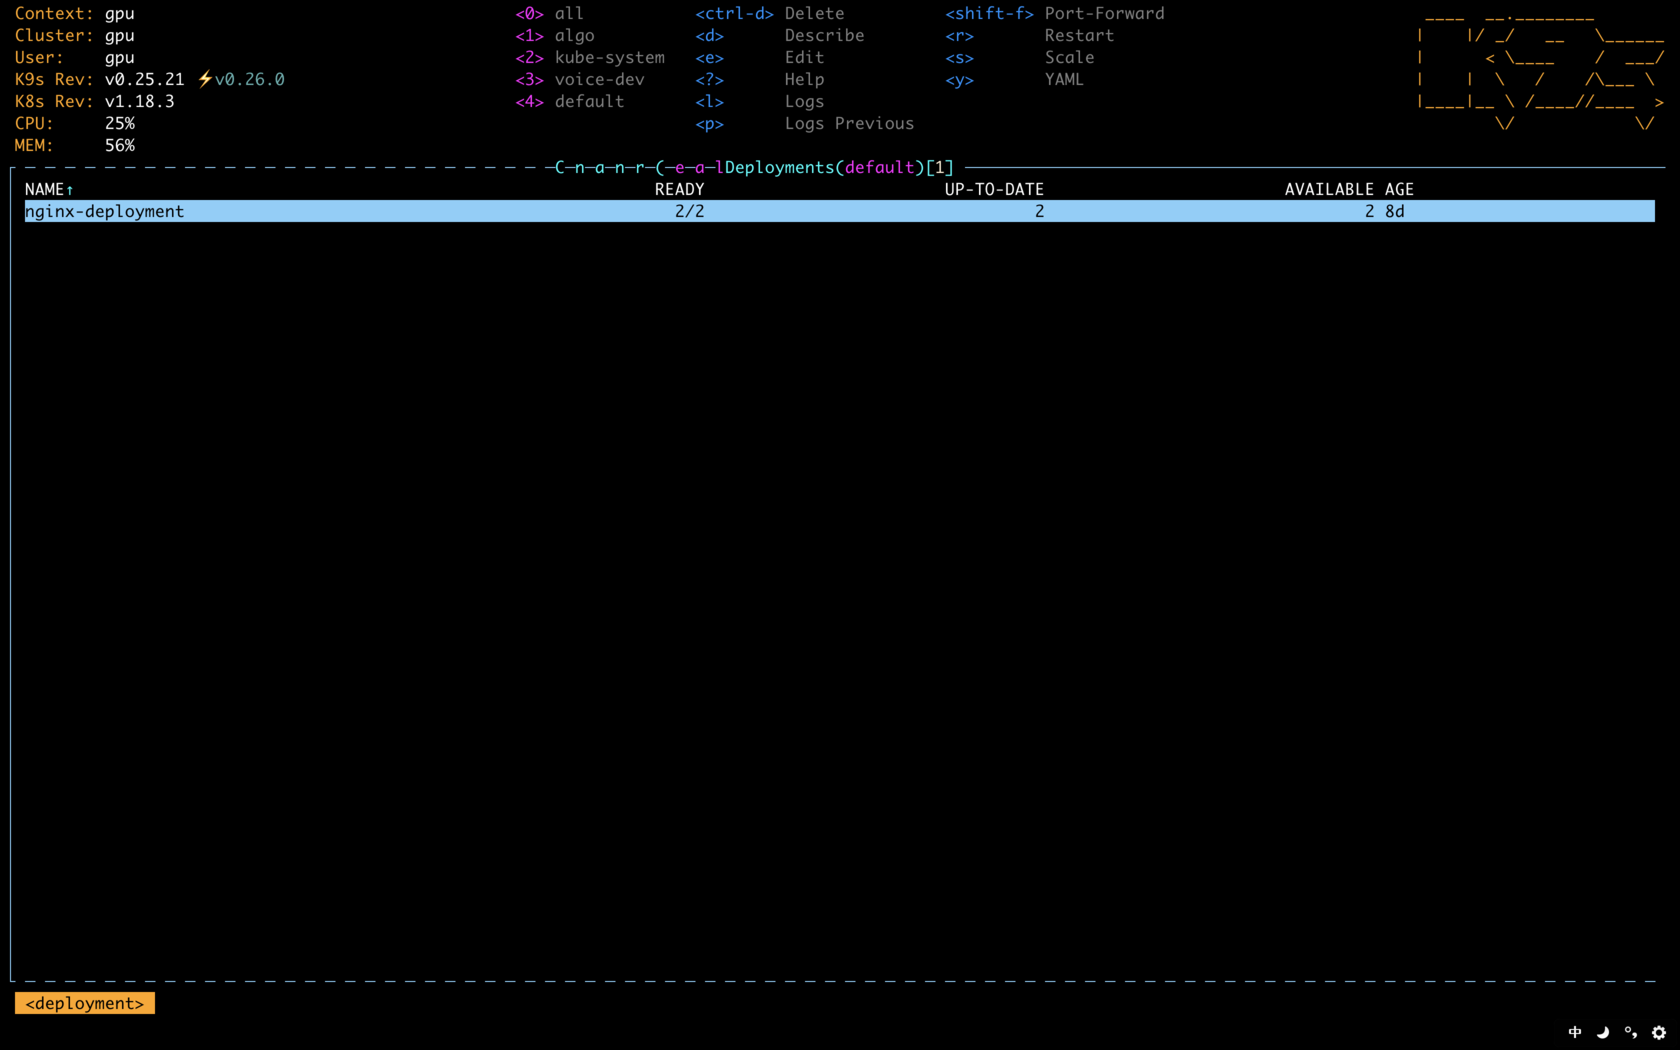 Context: gpu <0> all <ctrl-d> Delete <shift-f> Port-Forward
Cluster: gpu <1> algo <d> Describe <r> Restart
User: gpu <2> kube-system <e> Edit <s> Scale
K9s Rev: v0.25.21 ⚡v0.26.0 <3> voice-dev <?> Help <y> YAML
K8s Rev: v1.18.3 <4> default <l> Logs
CPU: 25% <p> Logs Previous
MEM: 56%
C-n-a-n-r-(-e-a-lDeployments(default)[1]
NAME↑ READY UP-TO-DATE AVAILABLE AGE
nginx-deployment 2/2 2 2 8d
<deployment>
中